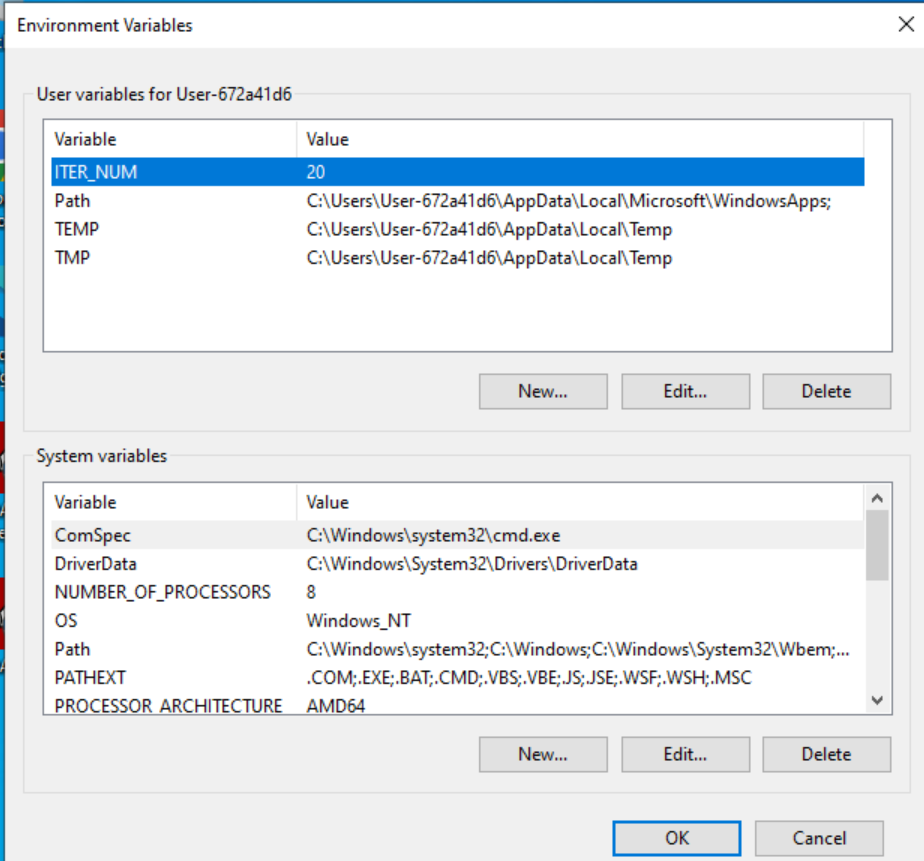 Environment Variables
User variables for User-672a41d6
Variable Value
ITER_NUM 20
Path C:\Users\User-672a41d6\AppData\Local\Microsoft\WindowsApps;
TEMP C:\Users\User-672a41d6\AppData\Local\Temp
TMP C:\Users\User-672a41d6\AppData\Local\Temp
New... Edit... Delete
System variables
Variable Value
ComSpec C:\Windows\system32\cmd.exe
DriverData C:\Windows\System32\Drivers\DriverData
NUMBER_OF_PROCESSORS 8
OS Windows_NT
Path C:\Windows\system32;C:\Windows;C:\Windows\System32\Wbem;...
PATHEXT .COM;.EXE;.BAT;.CMD;.VBS;.VBE;.JS;.JSE;.WSF;.WSH;.MSC
PROCESSOR_ARCHITECTURE AMD64
New... Edit... Delete
OK Cancel